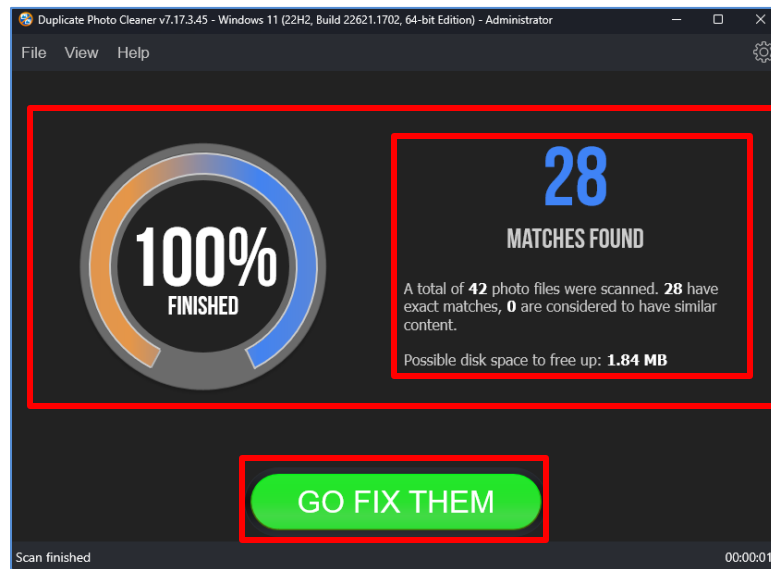 Duplicate Photo Cleaner v7.17.3.45 - Windows 11 (22H2, Build 22621.1702, 64-bit Edition) - Administrator
File View Help
100%
FINISHED
28
MATCHES FOUND
A total of 42 photo files were scanned. 28 have
exact matches, 0 are considered to have similar
content.
Possible disk space to free up: 1.84 MB
GO FIX THEM
Scan finished 00:00:01